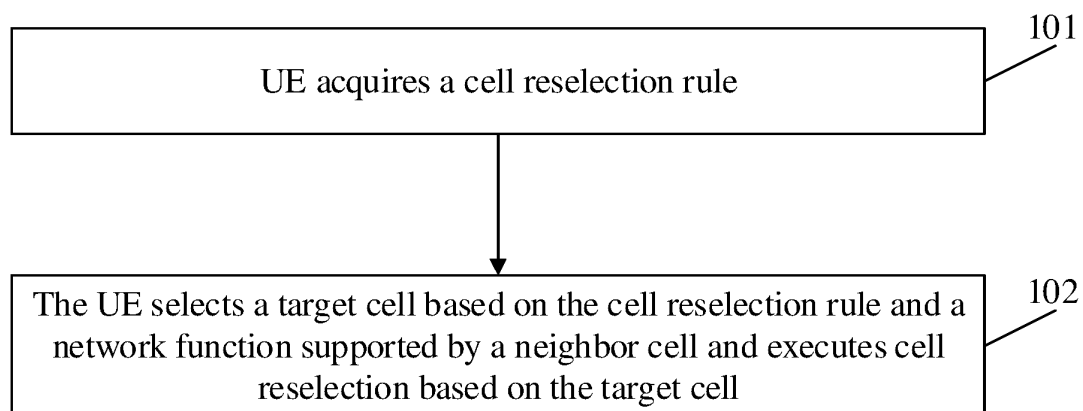 101
UE acquires a cell reselection rule
102
The UE selects a target cell based on the cell reselection rule and a
network function supported by a neighbor cell and executes cell
reselection based on the target cell